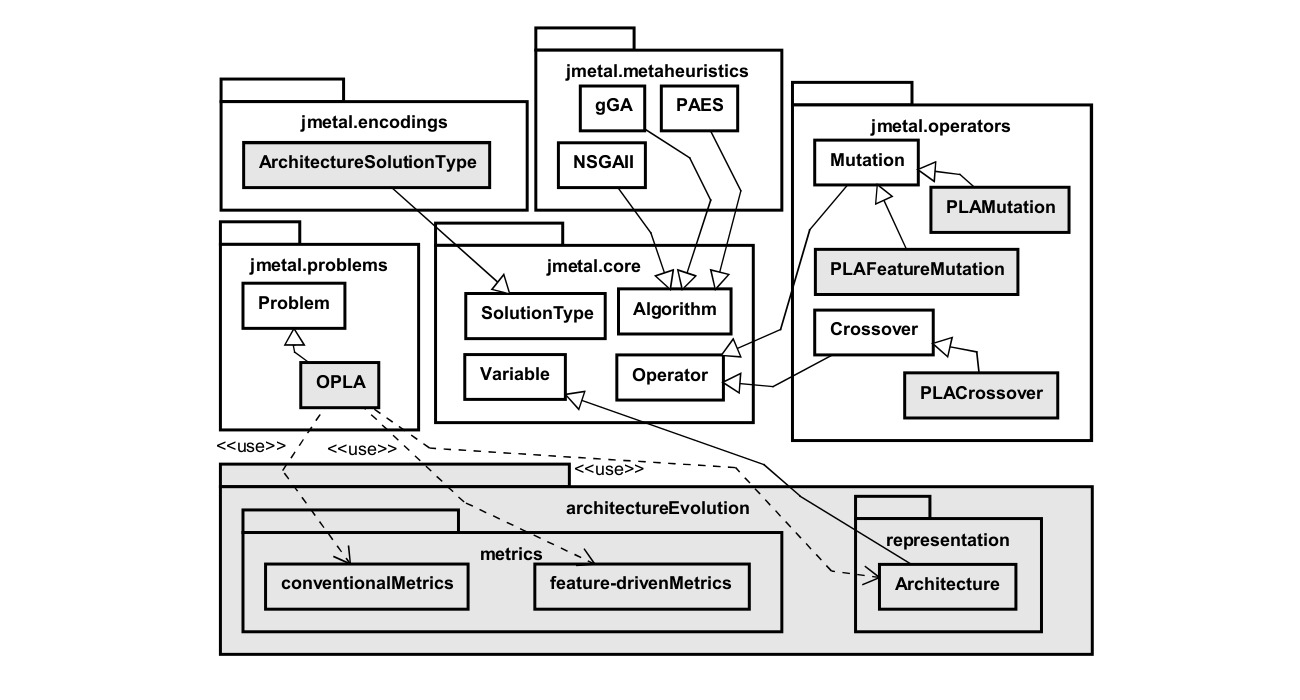 jmetal.metaheuristics
gGA
PAES
NSGAII
jmetal.encodings
ArchitectureSolutionType
jmetal.operators
Mutation
PLAMutation
PLAFeatureMutation
Crossover
PLACrossover
jmetal.problems
Problem
OPLA
jmetal.core
SolutionType
Algorithm
Variable
Operator
<<use>>
<<use>>
<<use>>
architectureEvolution
metrics
conventionalMetrics
feature-drivenMetrics
representation
Architecture